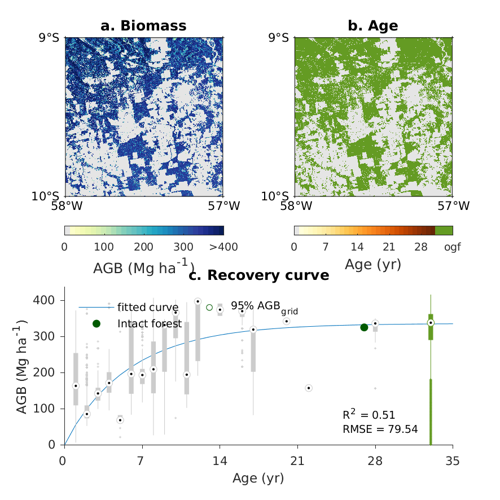 a. Biomass
b. Age
9°S
9°S
10°S
10°S
58°W
57°W
58°W
57°W
0 100 200 300 >400
0 7 14 21 28 ogf
AGB (Mg ha⁻¹)
Age (yr)
c. Recovery curve
400
300
200
100
0
AGB (Mg ha⁻¹)
fitted curve
95% AGB_grid
Intact forest
R² = 0.51
RMSE = 79.54
0 7 14 21 28 35
Age (yr)